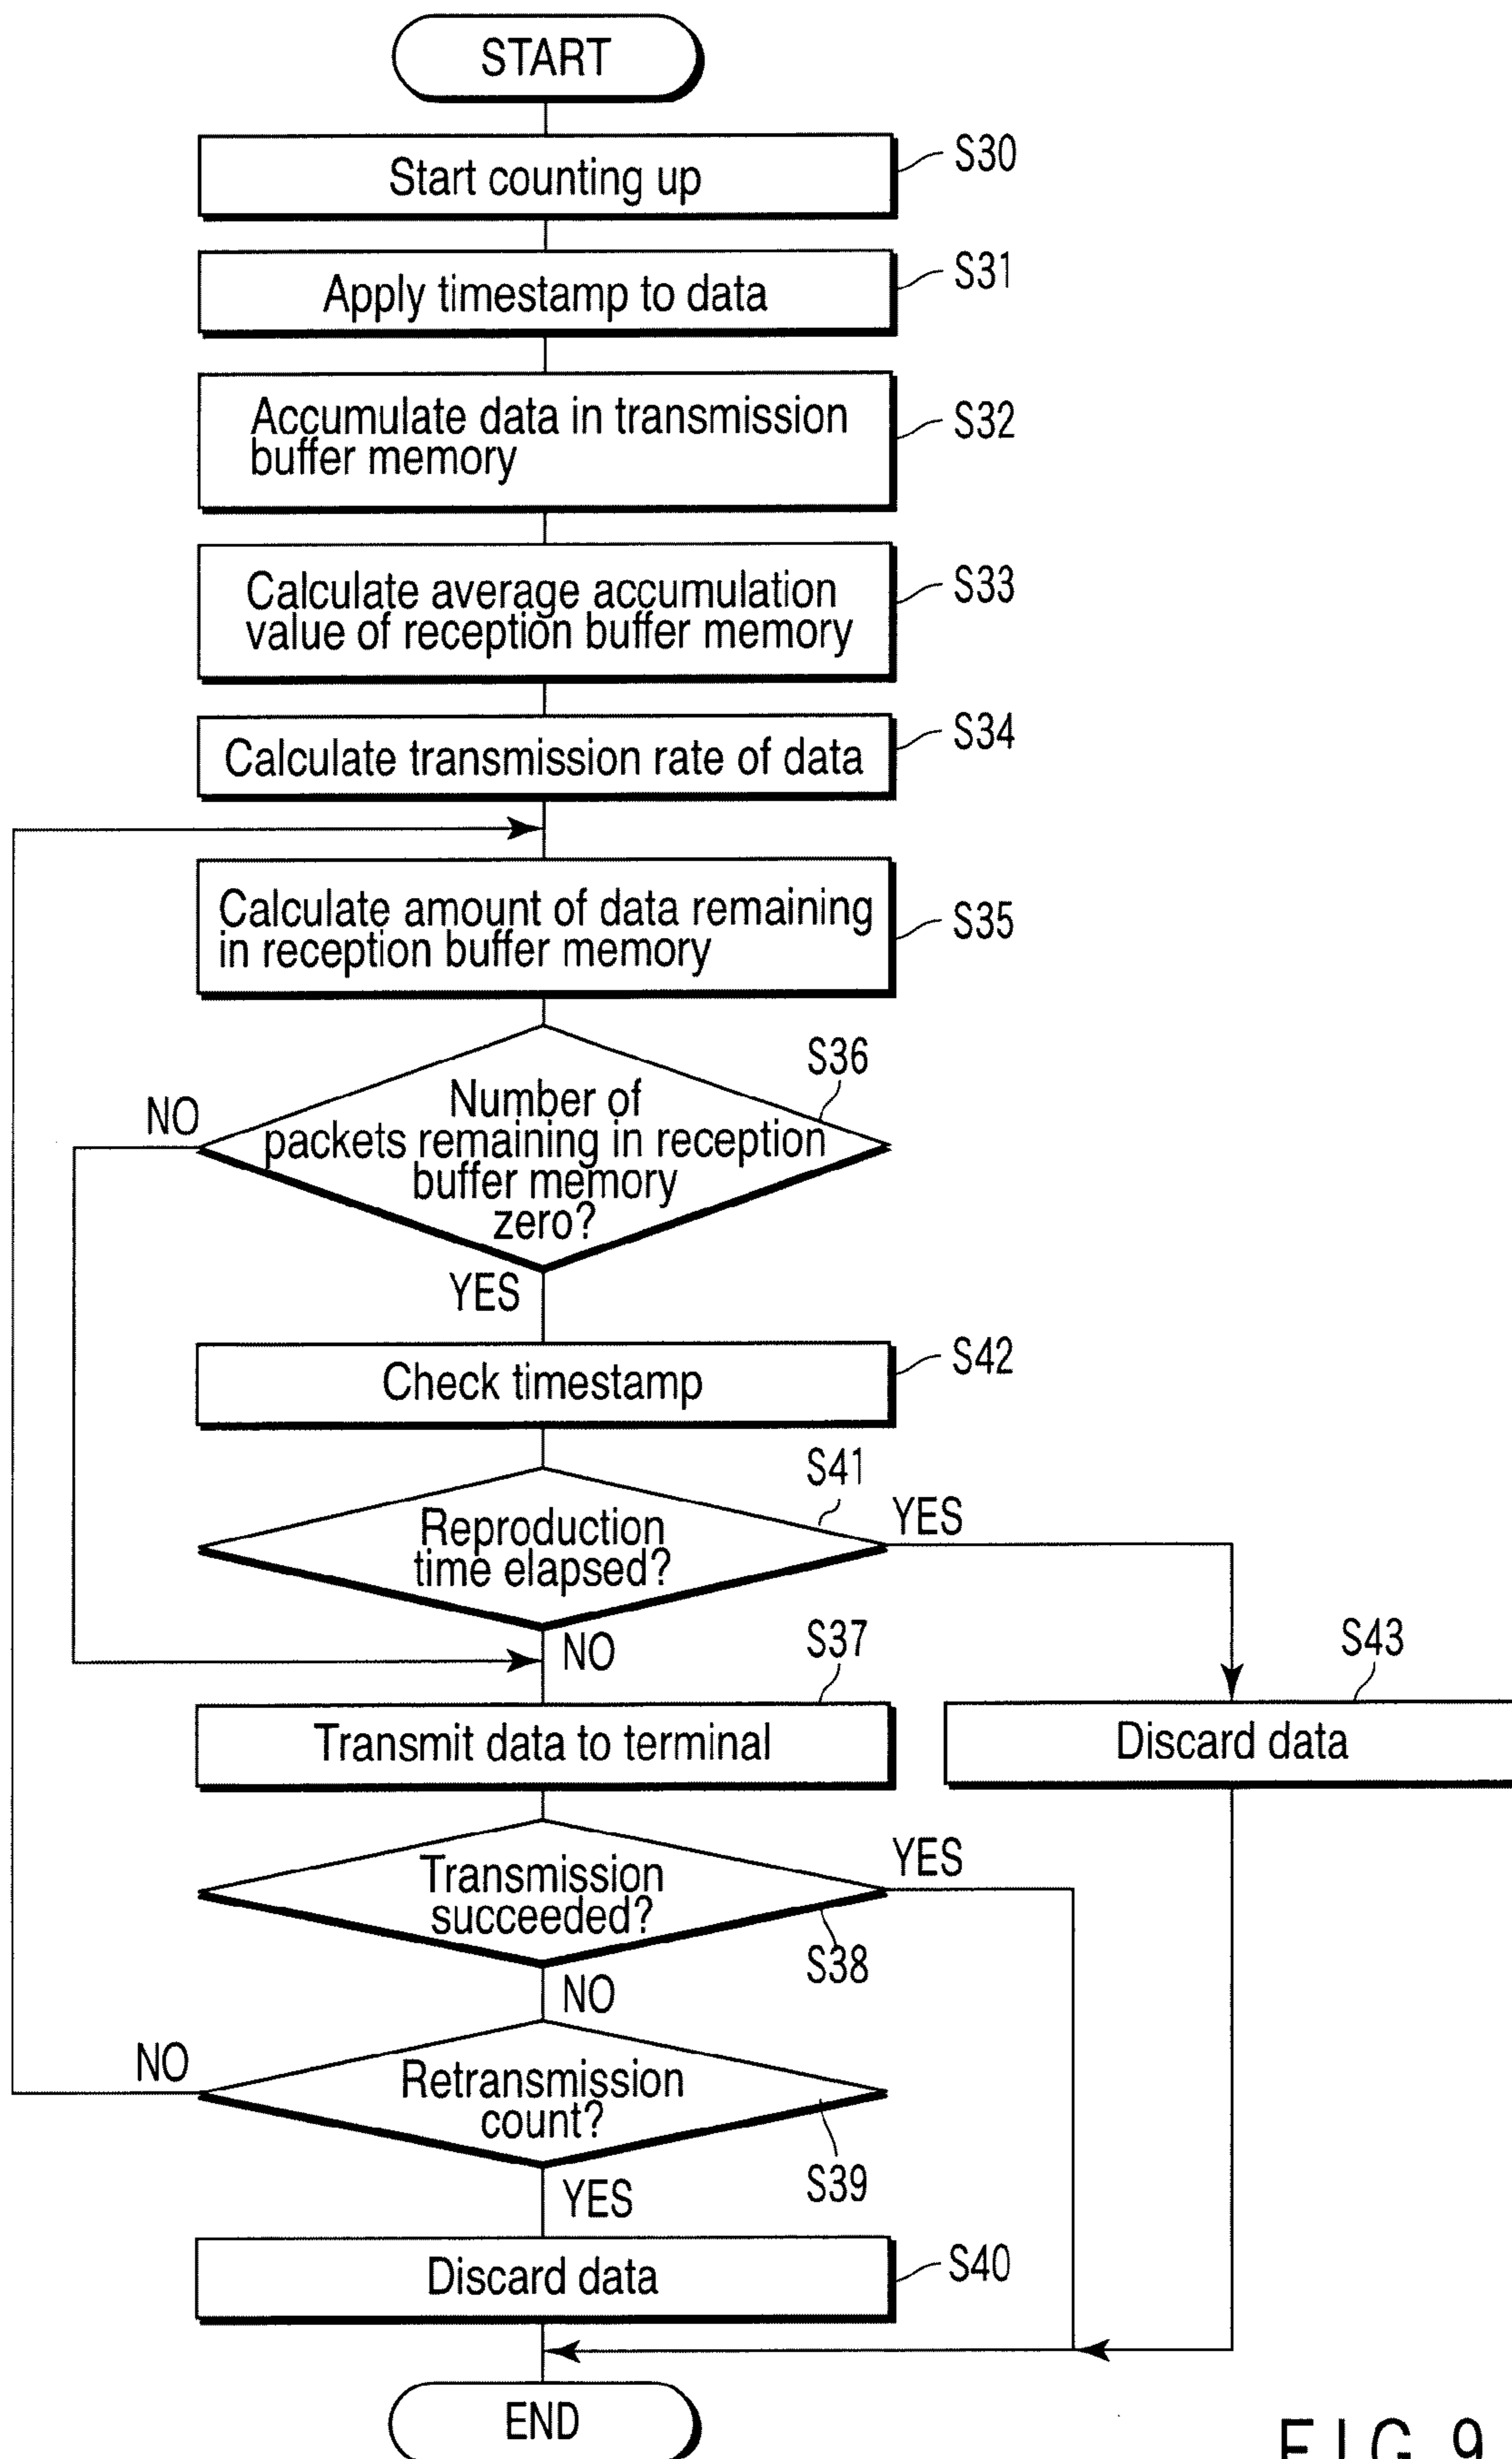 START
Start counting up
S30
Apply timestamp to data
S31
Accumulate data in transmission
buffer memory
S32
Calculate average accumulation
value of reception buffer memory
S33
Calculate transmission rate of data
S34
Calculate amount of data remaining
in reception buffer memory
S35
S36
NO
Number of
packets remaining in reception
buffer memory
zero?
YES
Check timestamp
S42
S41
YES
Reproduction
time elapsed?
NO
S37
S43
Transmit data to terminal
Discard data
YES
Transmission
succeeded?
S38
NO
NO
Retransmission
count?
S39
YES
Discard data
S40
END
FIG. 9